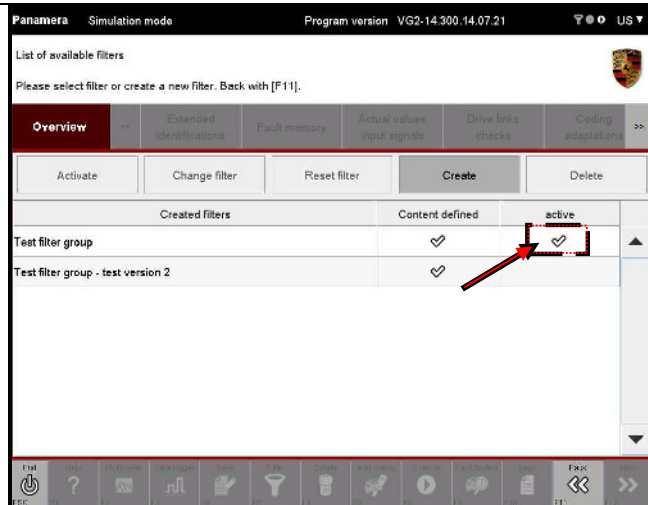 Panamera Simulation mode Program version VG2-14.300.14.07.21 US
List of available filters
Please select filter or create a new filter. Back with [F11].
Overview Extended identifications Fault memory Actual values input signals Drive links checks Coding adaptations >>
Activate Change filter Reset filter Create Delete
Created filters Content defined active
Test filter group
Test filter group - test version 2